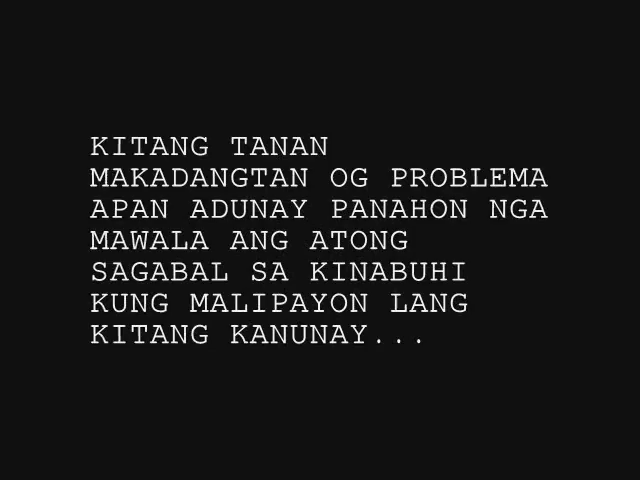 KITANG TANAN
MAKADANGTAN OG PROBLEMA
APAN ADUNAY PANAHON NGA
MAWALA ANG ATONG
SAGABAL SA KINABUHI
KUNG MALIPAYON LANG
KITANG KANUNAY...